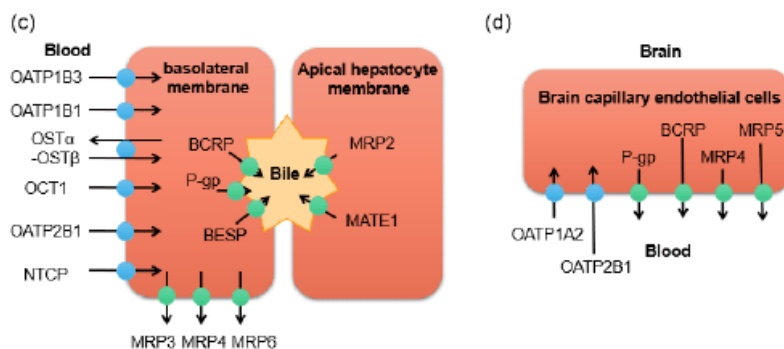 (c)
Blood
OATP1B3
OATP1B1
OSTα
-OSTβ
OCT1
OATP2B1
NTCP
basolateral
membrane
BCRP
P-gp
BESP
Bile
MRP3 MRP4 MRP6
Apical hepatocyte
membrane
MRP2
MATE1
(d)
Brain
Brain capillary endothelial cells
P-gp
BCRP
MRP4
MRP5
OATP1A2
OATP2B1
Blood